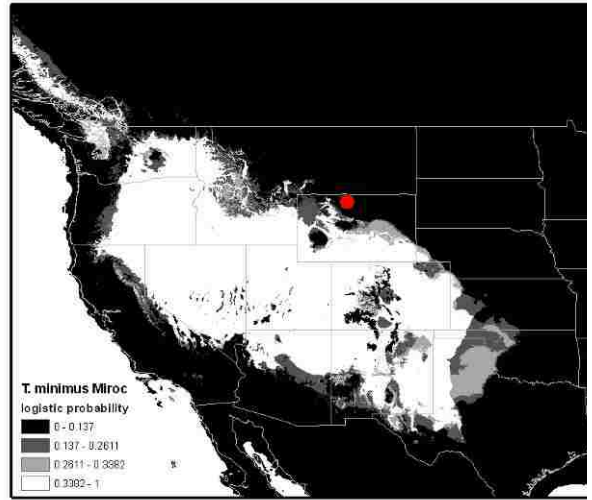 T. minimus Miroc
logistic probability
0 - 0.137
0.137 - 0.2611
0.2611 - 0.3382
0.3382 - 1